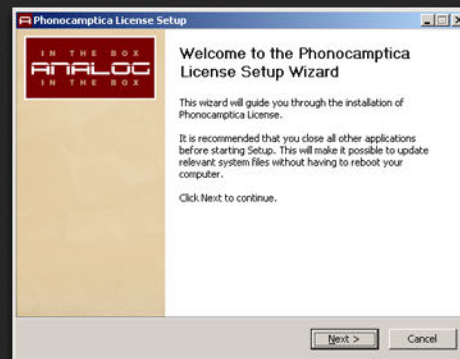 Phonocamptica License Setup
IN THE BOX
ANALOG
IN THE BOX
Welcome to the Phonocamptica
License Setup Wizard
This wizard will guide you through the installation of
Phonocamptica License.
It is recommended that you close all other applications
before starting Setup. This will make it possible to update
relevant system files without having to reboot your
computer.
Click Next to continue.
Next >
Cancel